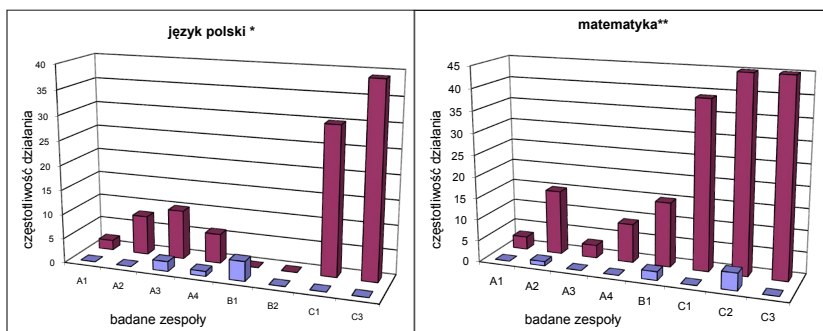 język polski *
częstotliwość działania
40
35
30
25
20
15
10
5
0
A1 A2 A3 A4 B1 B2 C1 C3
badane zespoły
matematyka**
częstotliwość działania
45
40
35
30
25
20
15
10
5
0
A1 A2 A3 A4 B1 C1 C2 C3
badane zespoły